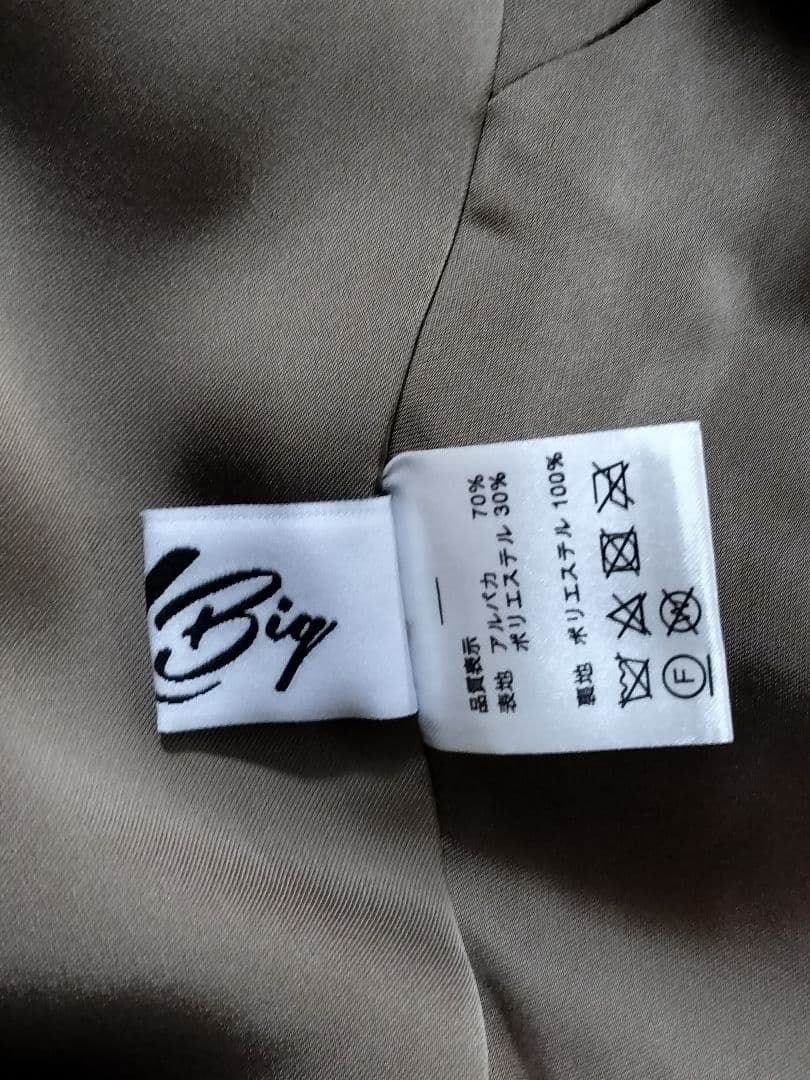 Big
品質表示
表地 アルパカ 70%
ポリエステル 30%
裏地 ポリエステル 100%
F
W